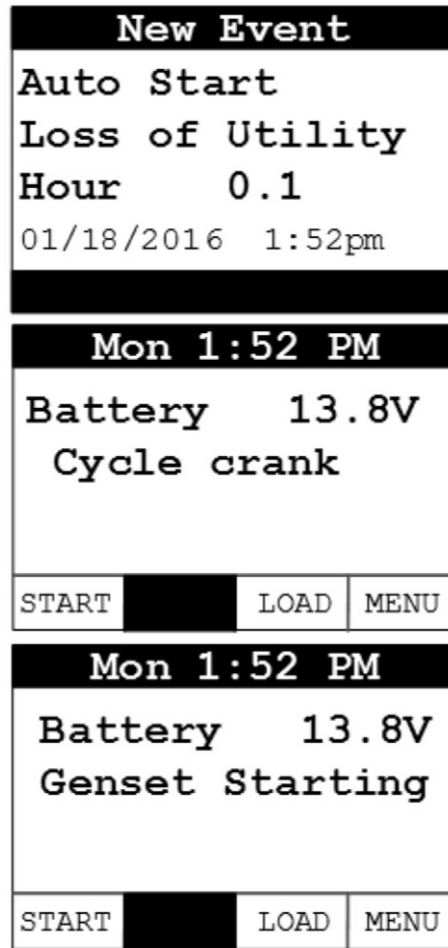 New Event
Auto Start
Loss of Utility
Hour 0.1
01/18/2016 1:52pm
Mon 1:52 PM
Battery 13.8V
Cycle crank
START LOAD MENU
Mon 1:52 PM
Battery 13.8V
Genset Starting
START LOAD MENU